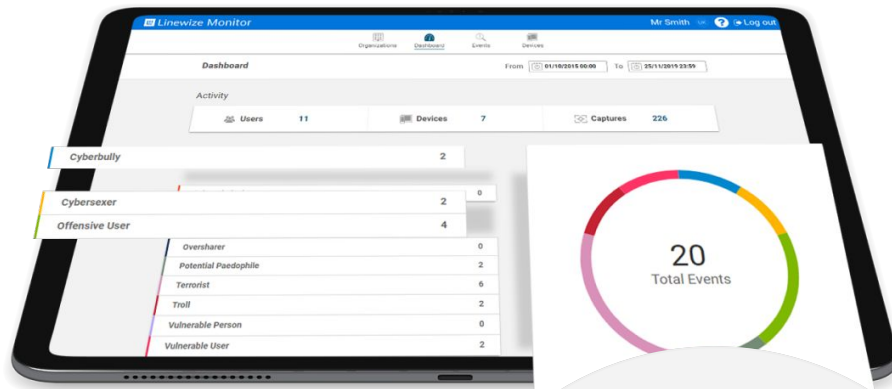 Linewize Monitor
Mr Smith ? Log out
Organizations Dashboard Events Devices
Dashboard From 01/10/2015 00:00 To 25/11/2019 23:59
Activity
Users 11 Devices 7 Captures 226
Cyberbully 2
0
Cybersexer 2
Offensive User 4
Oversharer 0
Potential Paedophile 2
Terrorist 6
Troll 2
Vulnerable Person 0
Vulnerable User 2
20
Total Events